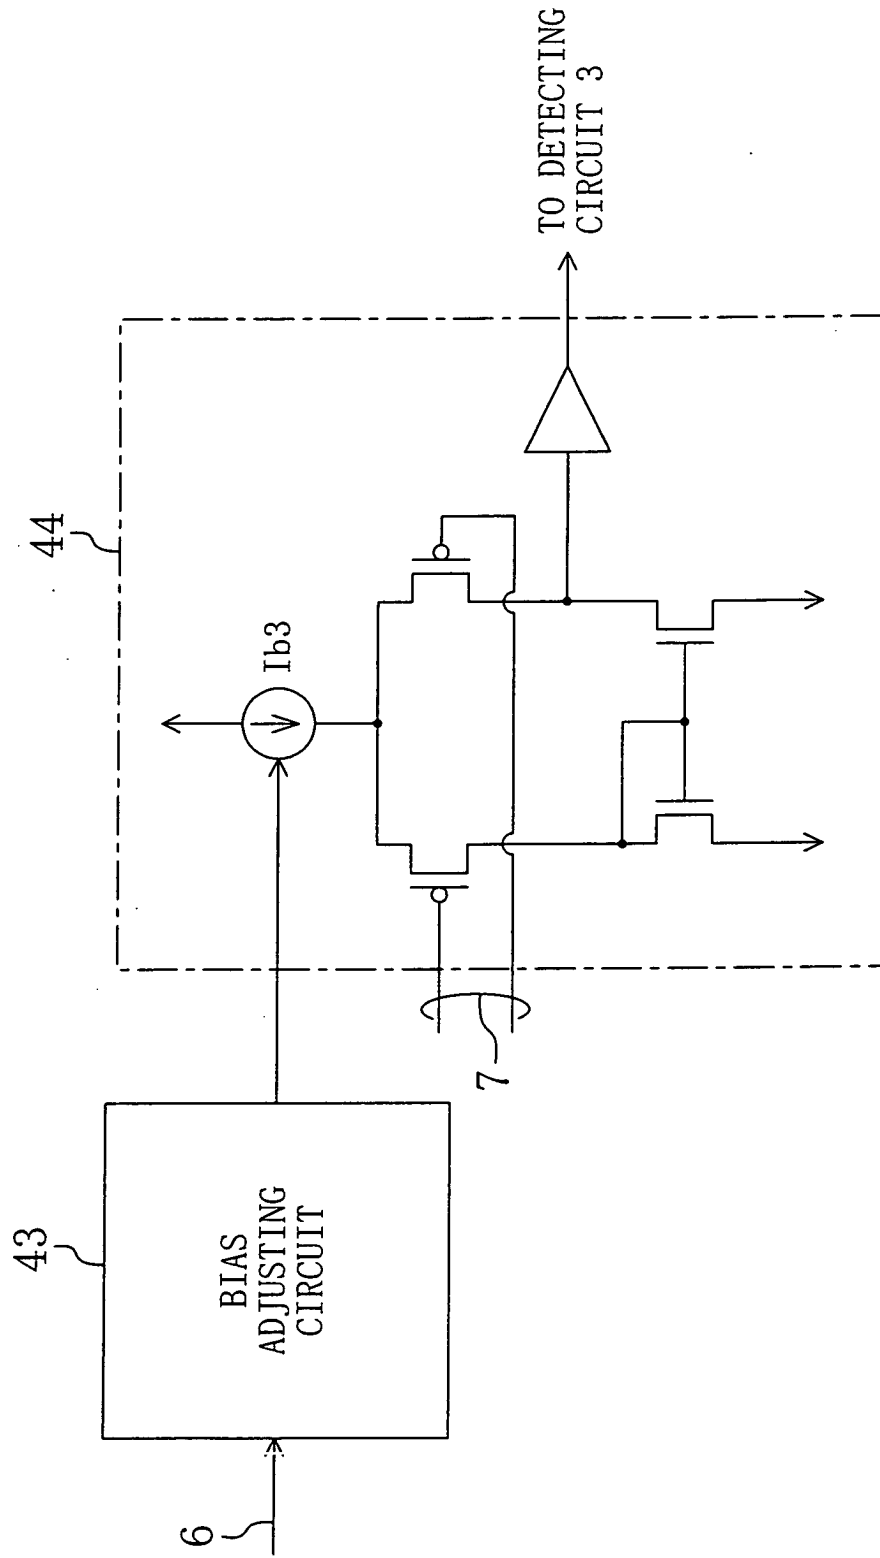 44
Ib3
TO DETECTING
CIRCUIT 3
43
BIAS
ADJUSTING
CIRCUIT
7
6